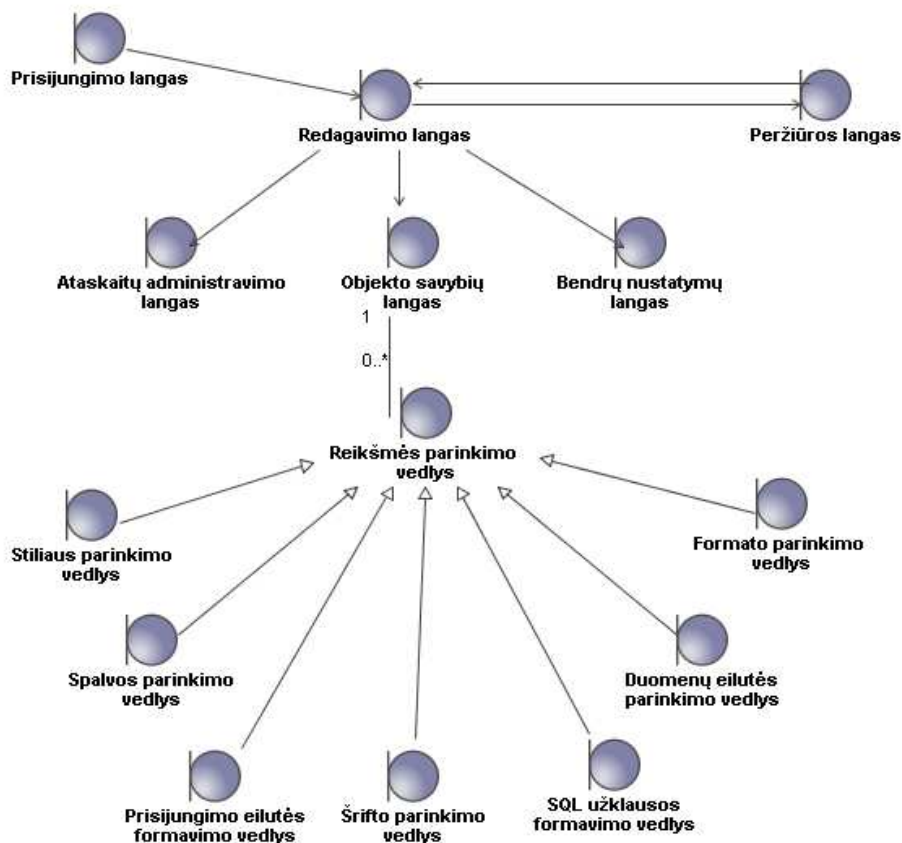 Prisijungimo langas
Redagavimo langas
Peržiūros langas
Ataskaitų administravimo
langas
Objekto savybių
langas
Bendrų nustatymų
langas
1
0..*
Reikšmės parinkimo
vedlys
Stiliaus parinkimo
vedlys
Formato parinkimo
vedlys
Spalvos parinkimo
vedlys
Duomenų eilutės
parinkimo vedlys
Prisijungimo eilutės
formavimo vedlys
Šrifto parinkimo
vedlys
SQL užklausos
formavimo vedlys